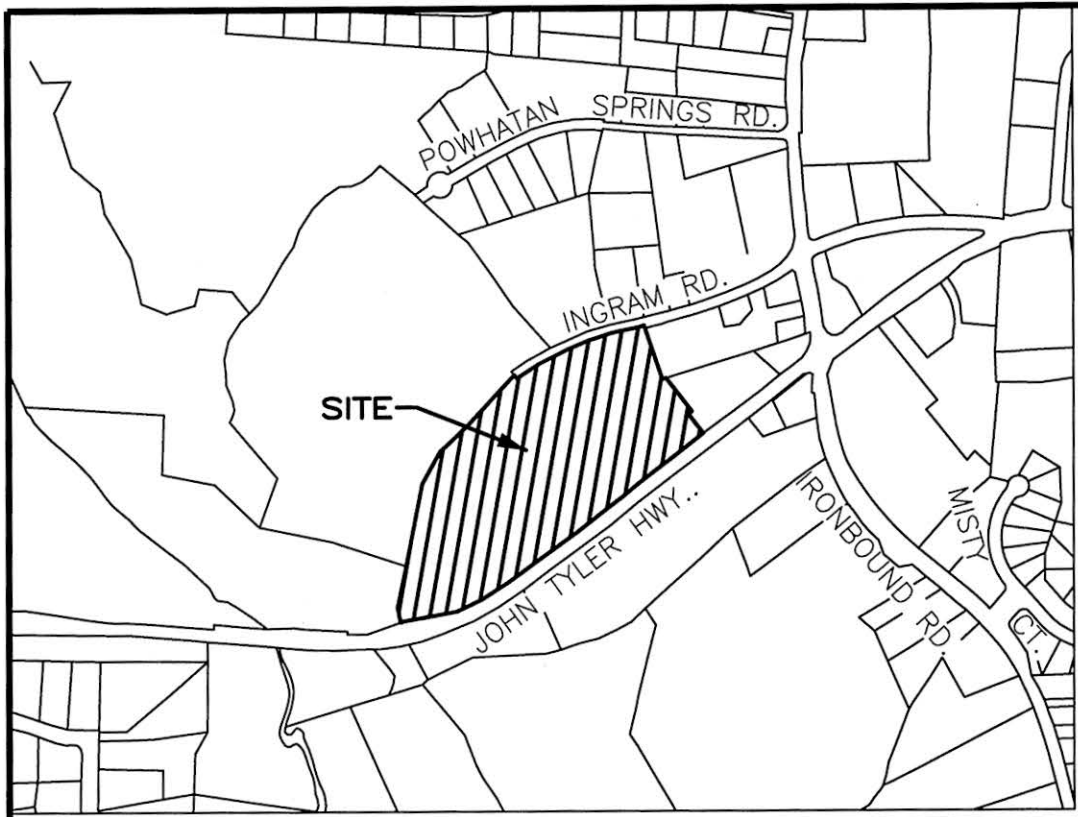 POWHATAN SPRINGS RD.
INGRAM RD.
SITE
JOHN TYLER HWY..
IRONBOUND RD.
MISTY CT.